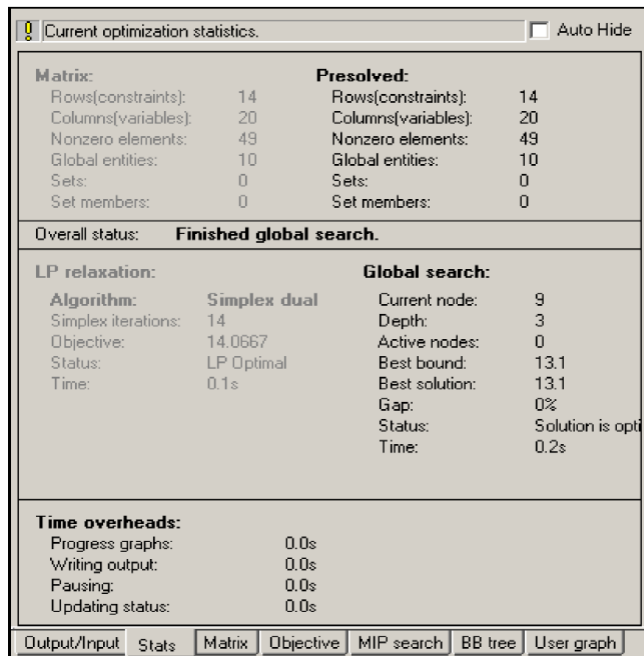 Current optimization statistics. Auto Hide
Matrix: Presolved:
Rows(constraints): 14 Rows(constraints): 14
Columns(variables): 20 Columns(variables): 20
Nonzero elements: 49 Nonzero elements: 49
Global entities: 10 Global entities: 10
Sets: 0 Sets: 0
Set members: 0 Set members: 0
Overall status: Finished global search.
LP relaxation: Global search:
Algorithm: Simplex dual Current node: 9
Simplex iterations: 14 Depth: 3
Objective: 14.0667 Active nodes: 0
Status: LP Optimal Best bound: 13.1
Time: 0.1s Best solution: 13.1
Gap: 0%
Status: Solution is opti
Time: 0.2s
Time overheads:
Progress graphs: 0.0s
Writing output: 0.0s
Pausing: 0.0s
Updating status: 0.0s
Output/Input Stats Matrix Objective MIP search BB tree User graph